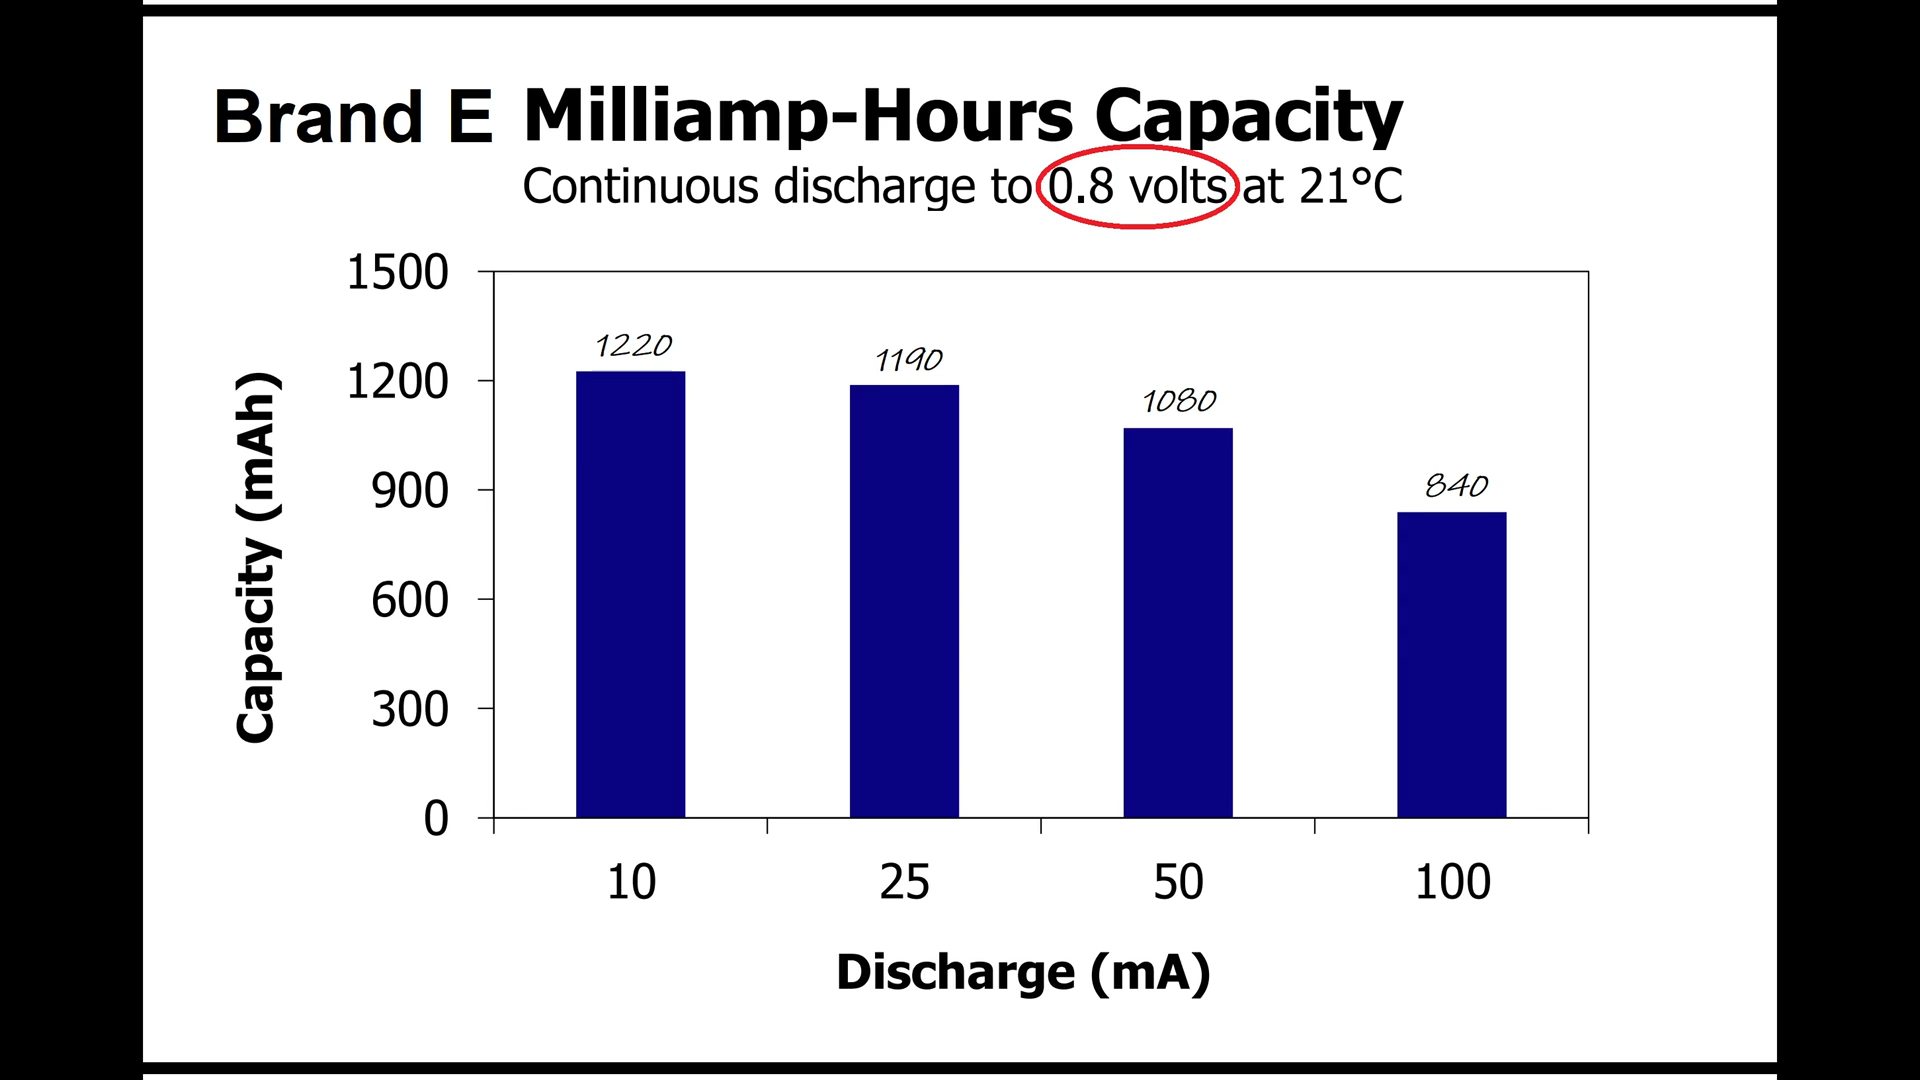 Brand E Milliamp-Hours Capacity
Continuous discharge to 0.8 volts at 21°C
1500
1200
900
600
300
0
Capacity (mAh)
1220
1190
1080
840
10 25 50 100
Discharge (mA)